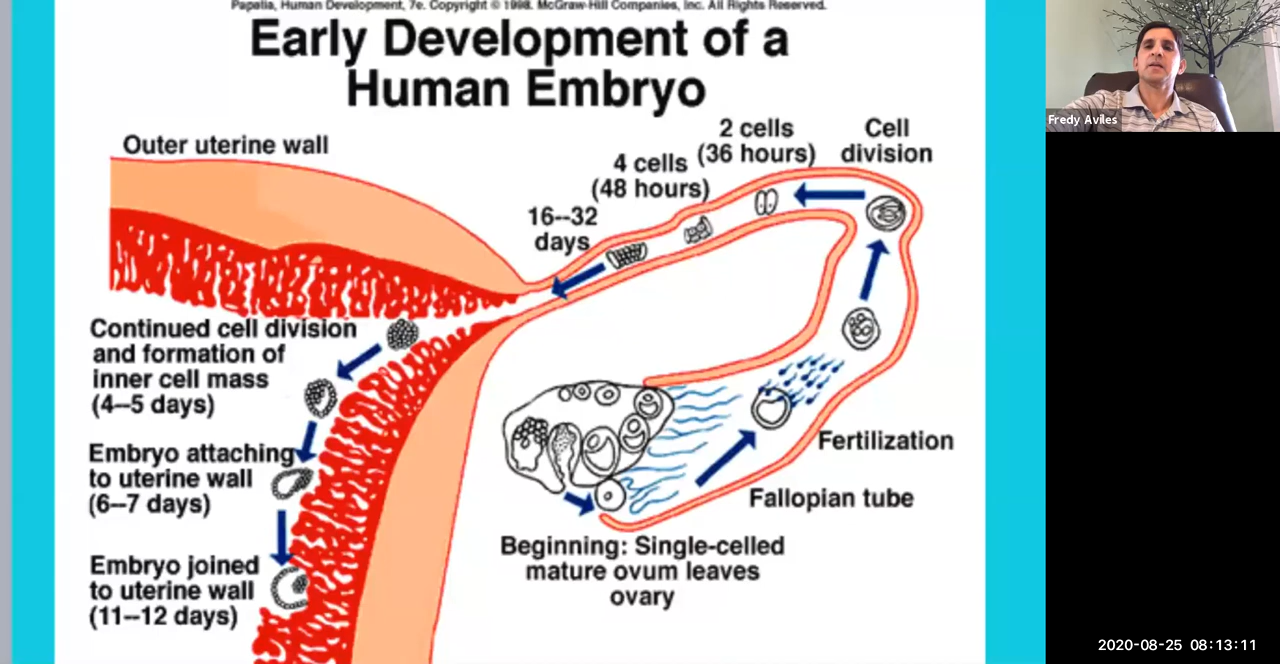 Papalia, Human Development, 7e. Copyright © 1998. McGraw-Hill Companies, Inc. All Rights Reserved.
Early Development of a
Human Embryo
Outer uterine wall
2 cells
(36 hours)
Cell
division
4 cells
(48 hours)
16--32
days
Continued cell division
and formation of
inner cell mass
(4--5 days)
Embryo attaching
to uterine wall
(6--7 days)
Embryo joined
to uterine wall
(11--12 days)
Fertilization
Fallopian tube
Beginning: Single-celled
mature ovum leaves
ovary
Fredy Aviles
2020-08-25 08:13:11